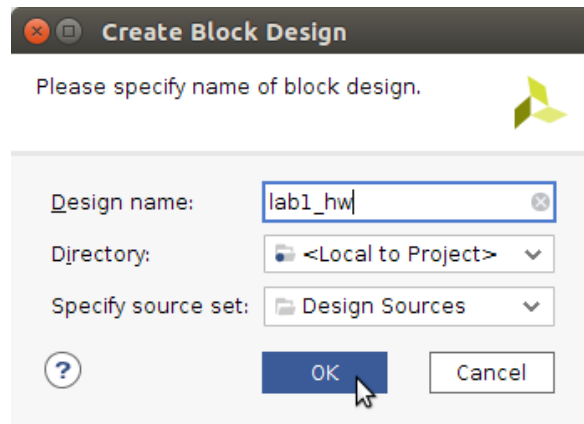 Create Block Design
Please specify name of block design.
Design name: lab1_hw
Directory: <Local to Project>
Specify source set: Design Sources
? OK Cancel